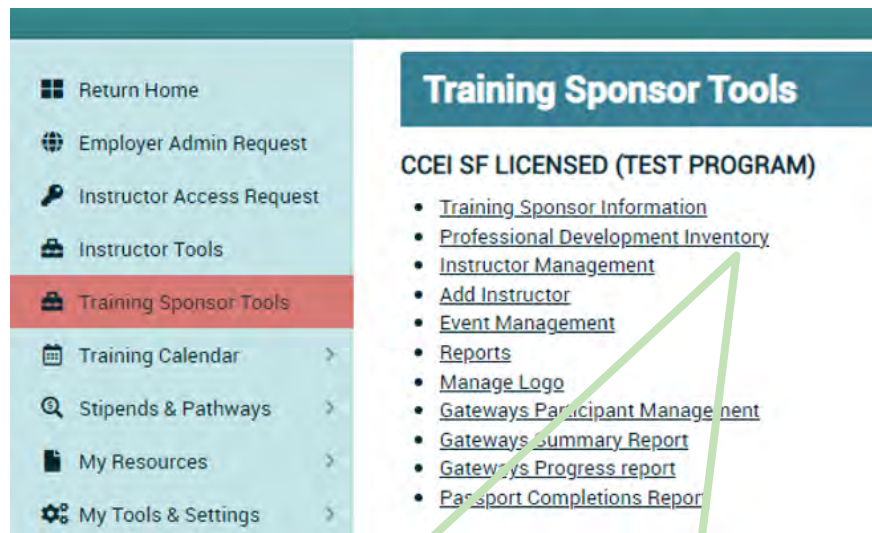 Return Home
Employer Admin Request
Instructor Access Request
Instructor Tools
Training Sponsor Tools
Training Calendar
Stipends & Pathways
My Resources
My Tools & Settings
Training Sponsor Tools
CCEI SF LICENSED (TEST PROGRAM)
Training Sponsor Information
Professional Development Inventory
Instructor Management
Add Instructor
Event Management
Reports
Manage Logo
Gateways Participant Management
Gateways Summary Report
Gateways Progress report
Passport Completions Report